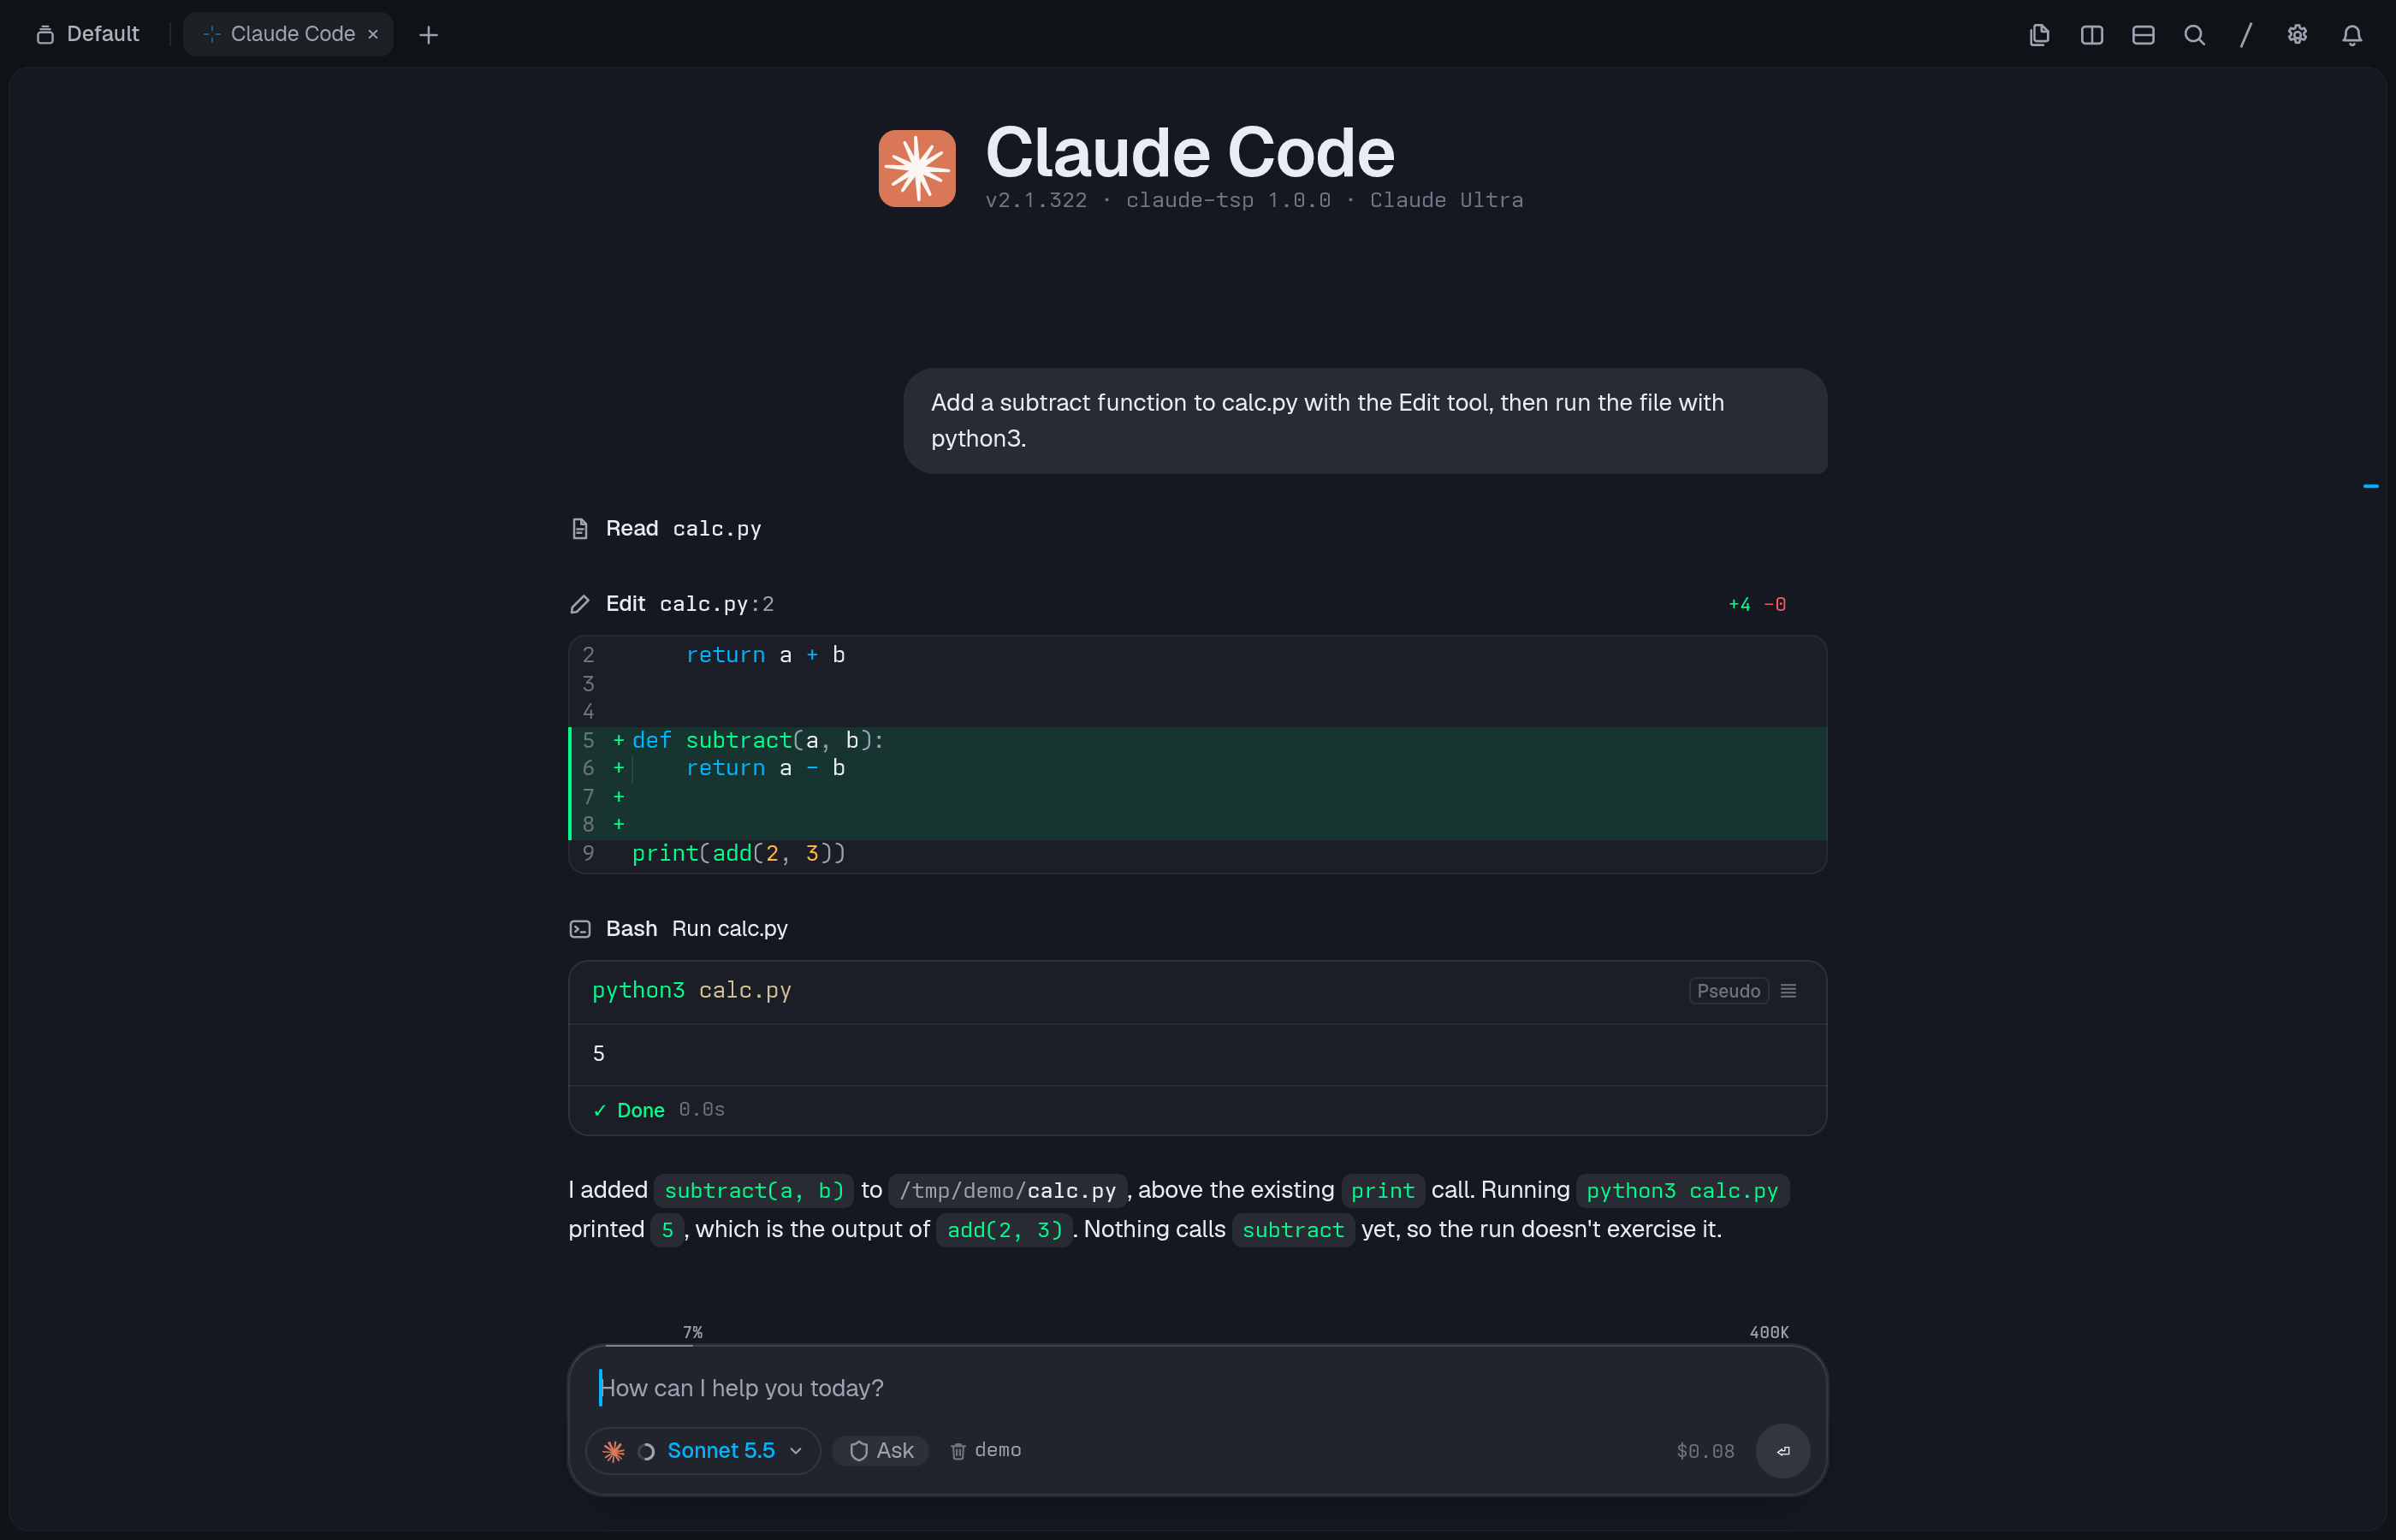 Default
Claude Code
Claude Code
v2.1.322 · claude-tsp 1.0.0 · Claude Ultra
Add a subtract function to calc.py with the Edit tool, then run the file with
python3.
Read calc.py
Edit calc.py:2 +4 -0
2 return a + b
3
4
5 + def subtract(a, b):
6 + return a - b
7 +
8 +
9 print(add(2, 3))
Bash Run calc.py
python3 calc.py Pseudo
5
✓ Done 0.0s
I added subtract(a, b) to /tmp/demo/calc.py, above the existing print call. Running python3 calc.py
printed 5, which is the output of add(2, 3). Nothing calls subtract yet, so the run doesn't exercise it.
7% 400K
How can I help you today?
Sonnet 5.5 Ask demo $0.08